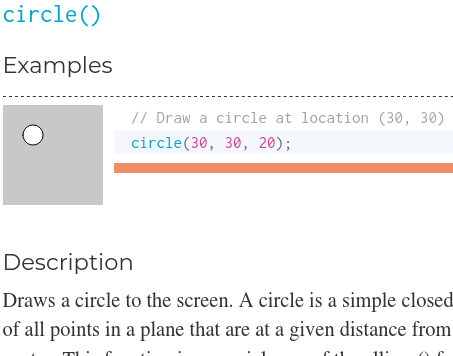 circle()
Examples
// Draw a circle at location (30, 30)
circle(30, 30, 20);
Description
Draws a circle to the screen. A circle is a simple closed
of all points in a plane that are at a given distance from